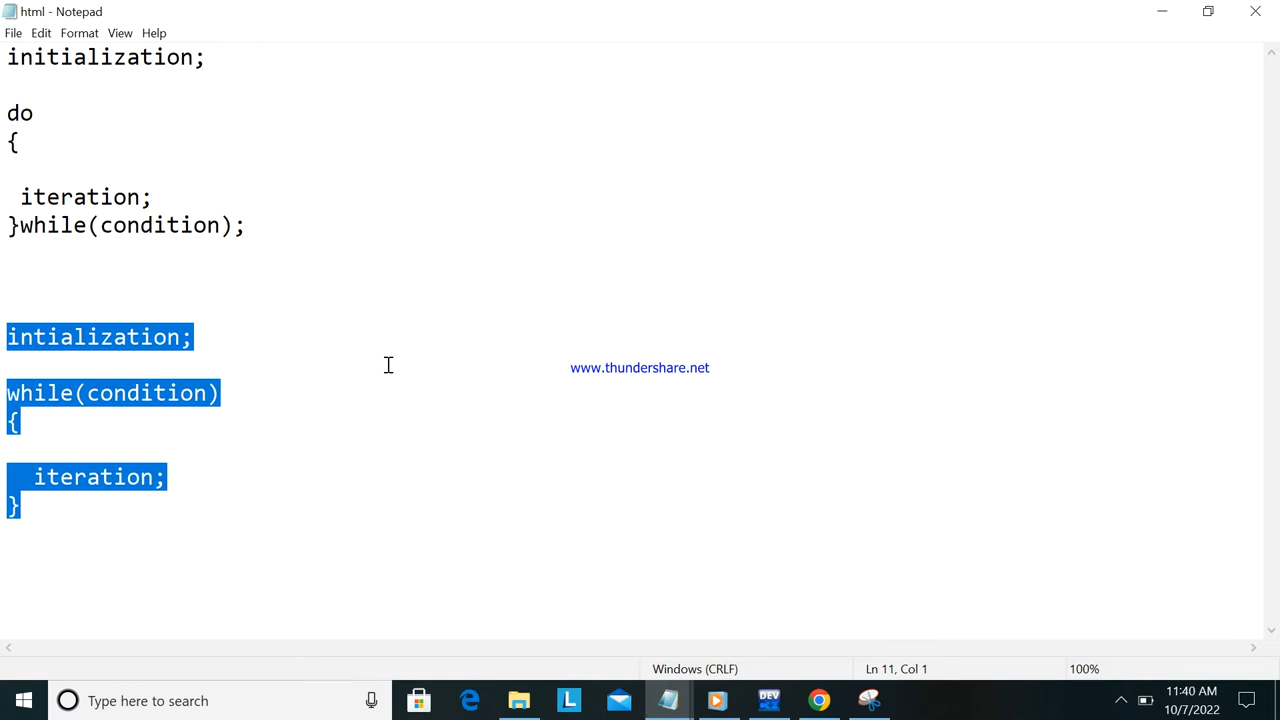 html - Notepad
File Edit Format View Help
initialization;
do
{
iteration;
}while(condition);
intialization;
www.thundershare.net
while(condition)
{
iteration;
}
Windows (CRLF) Ln 11, Col 1 100%
Type here to search
L
DEV
11:40 AM
10/7/2022